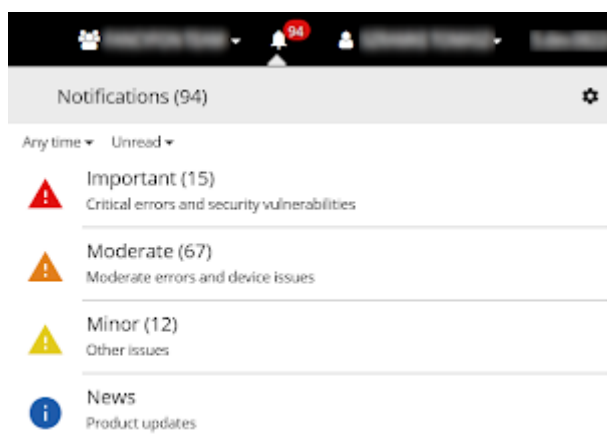 94
Notifications (94)
Any time Unread
Important (15)
Critical errors and security vulnerabilities
Moderate (67)
Moderate errors and device issues
Minor (12)
Other issues
News
Product updates